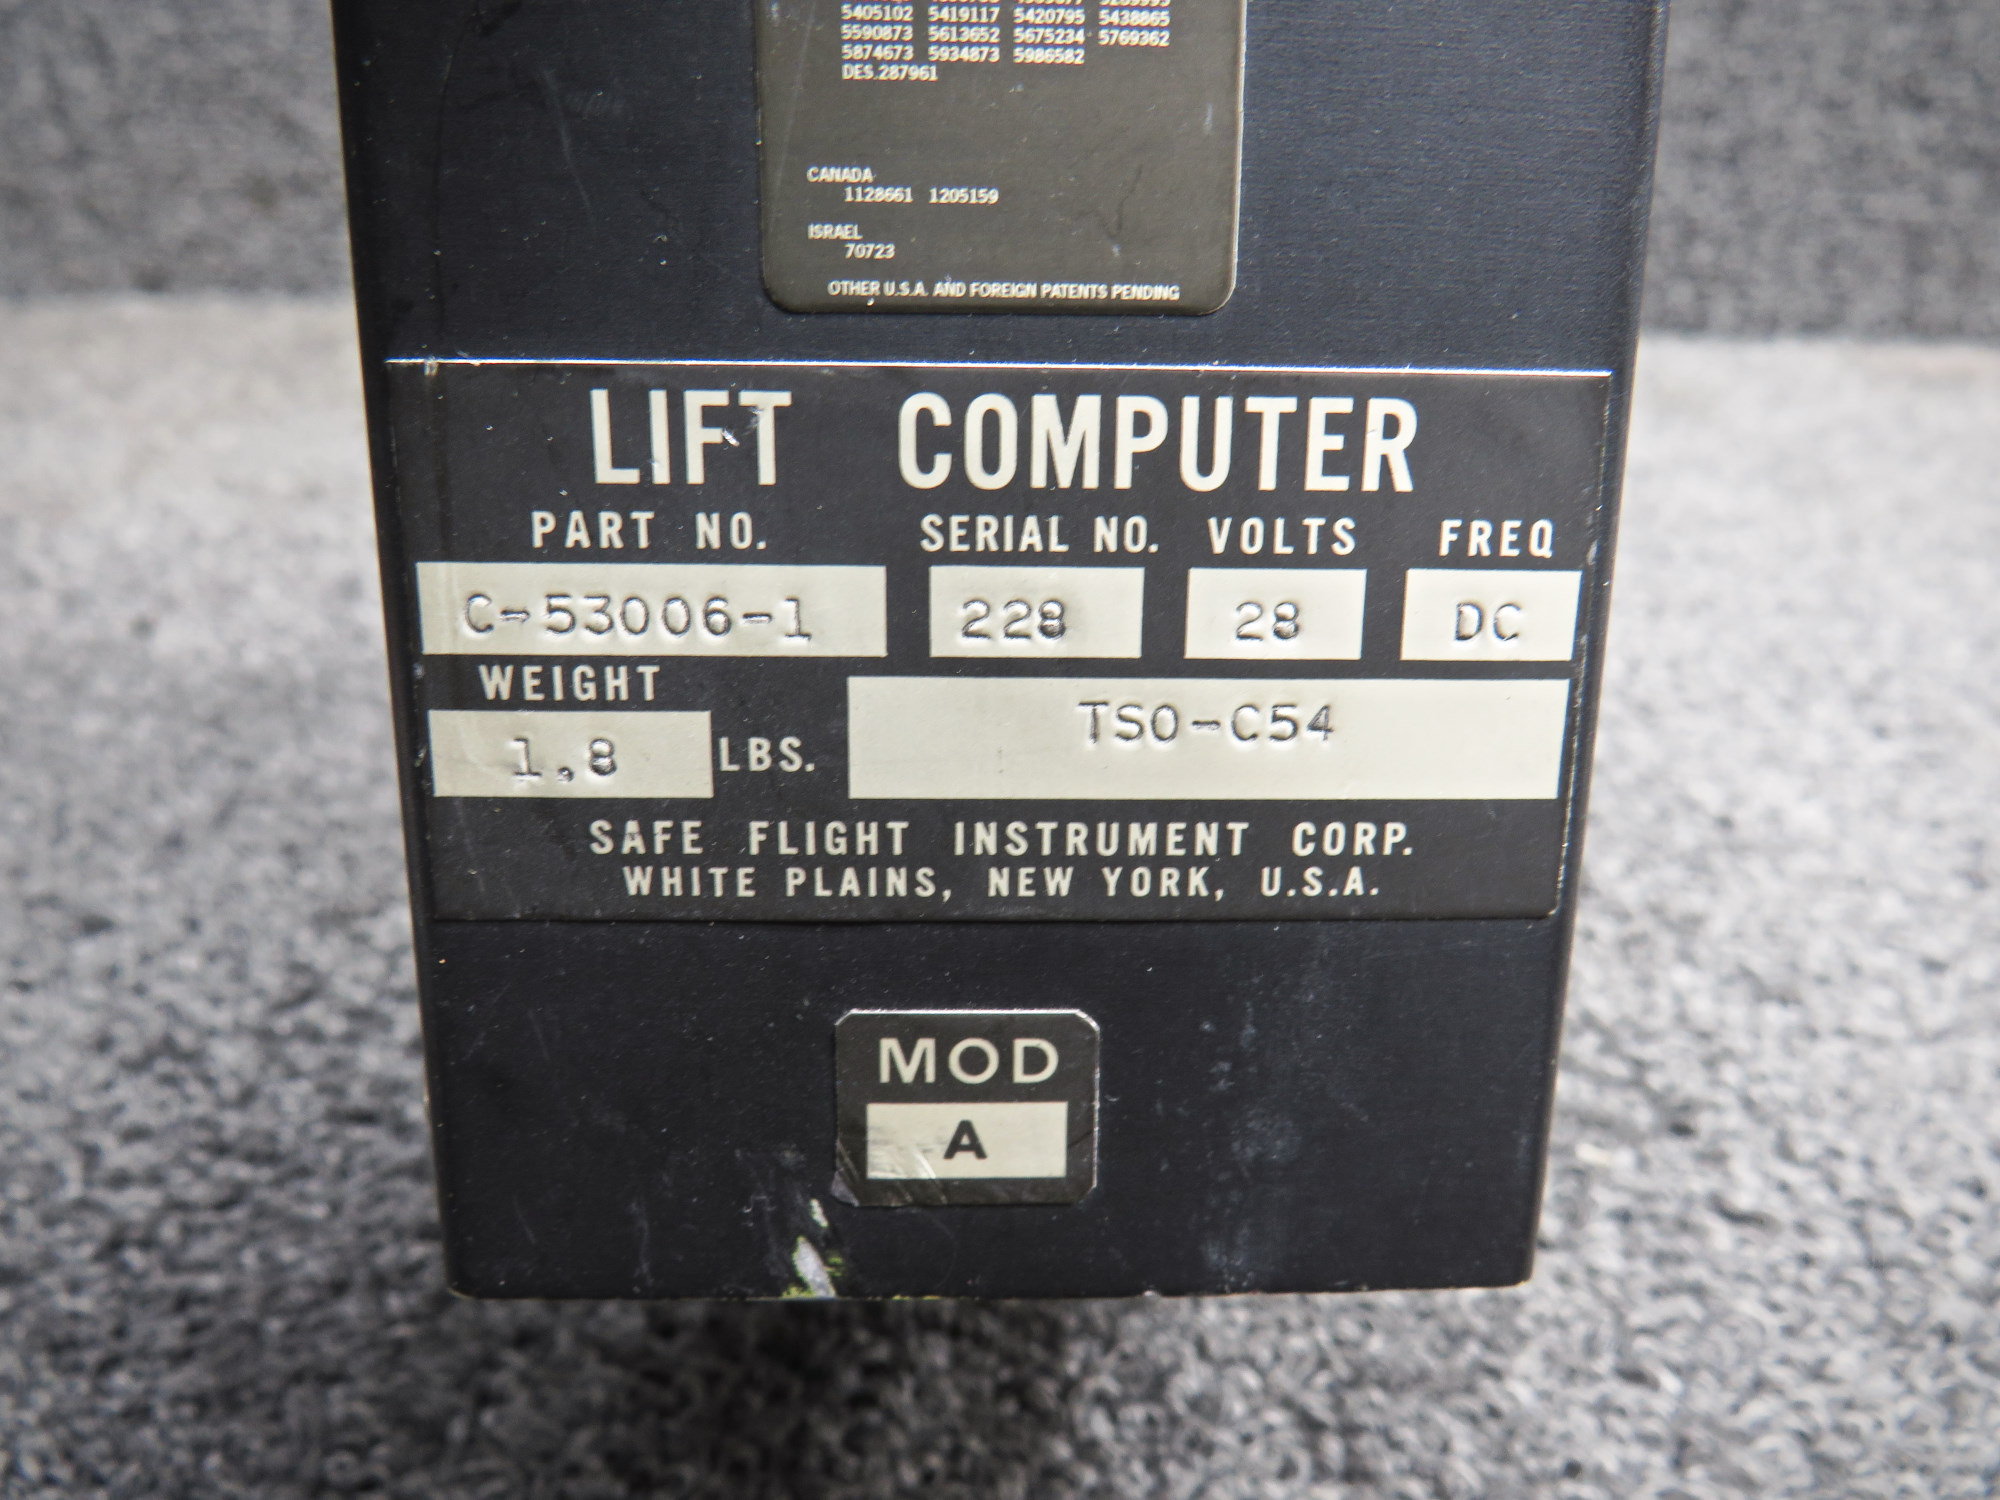 5405102 5419117 5420795 5438865
5590873 5613652 5675234 5769362
5874673 5934873 5986582
DES.287961
CANADA
1128661 1205159
ISRAEL
70723
OTHER U.S.A. AND FOREIGN PATENTS PENDING
LIFT COMPUTER
PART NO. SERIAL NO. VOLTS FREQ
C-53006-1 228 28 DC
WEIGHT
1.8 LBS. TSO-C54
SAFE FLIGHT INSTRUMENT CORP.
WHITE PLAINS, NEW YORK, U.S.A.
MOD
A